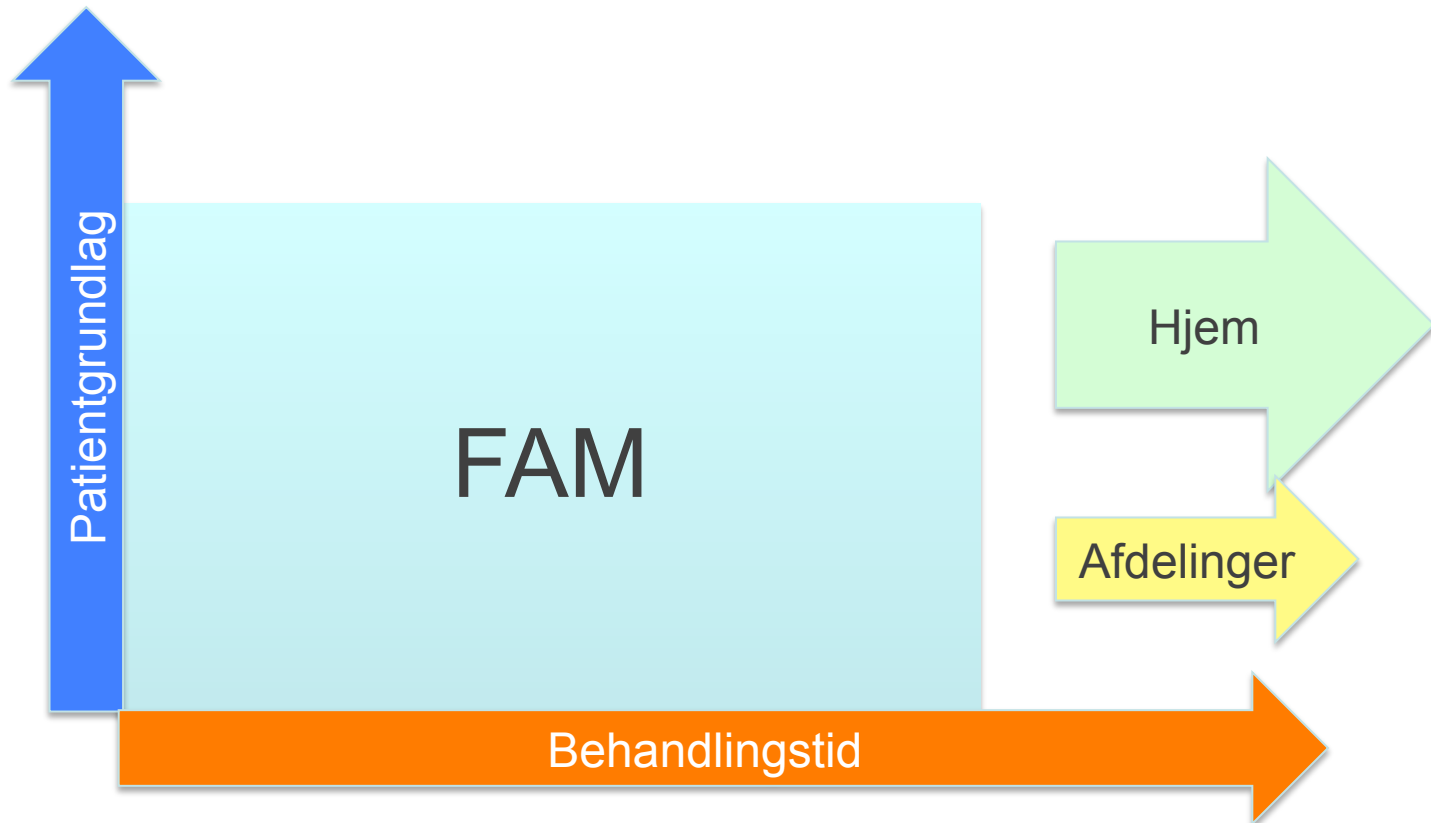 Patientgrundlag
FAM
Hjem
Afdelinger
Behandlingstid